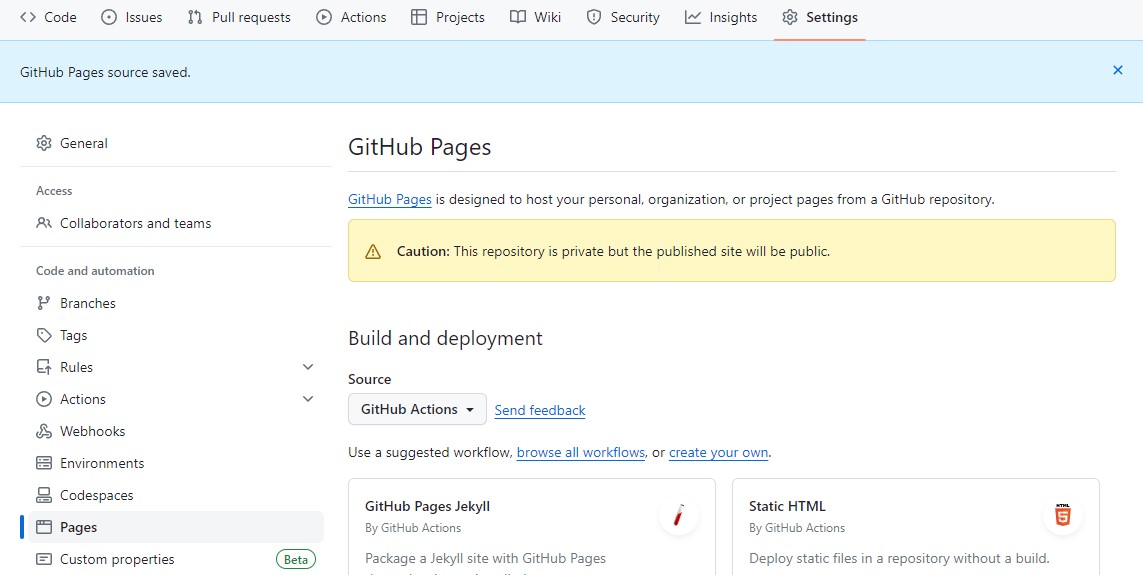 Code Issues Pull requests Actions Projects Wiki Security Insights Settings
GitHub Pages source saved.
General
Access
Collaborators and teams
Code and automation
Branches
Tags
Rules
Actions
Webhooks
Environments
Codespaces
Pages
Custom properties Beta
GitHub Pages
GitHub Pages is designed to host your personal, organization, or project pages from a GitHub repository.
Caution: This repository is private but the published site will be public.
Build and deployment
Source
GitHub Actions Send feedback
Use a suggested workflow, browse all workflows, or create your own.
GitHub Pages Jekyll
By GitHub Actions
Package a Jekyll site with GitHub Pages
Static HTML
By GitHub Actions
HTML
5
Deploy static files in a repository without a build.